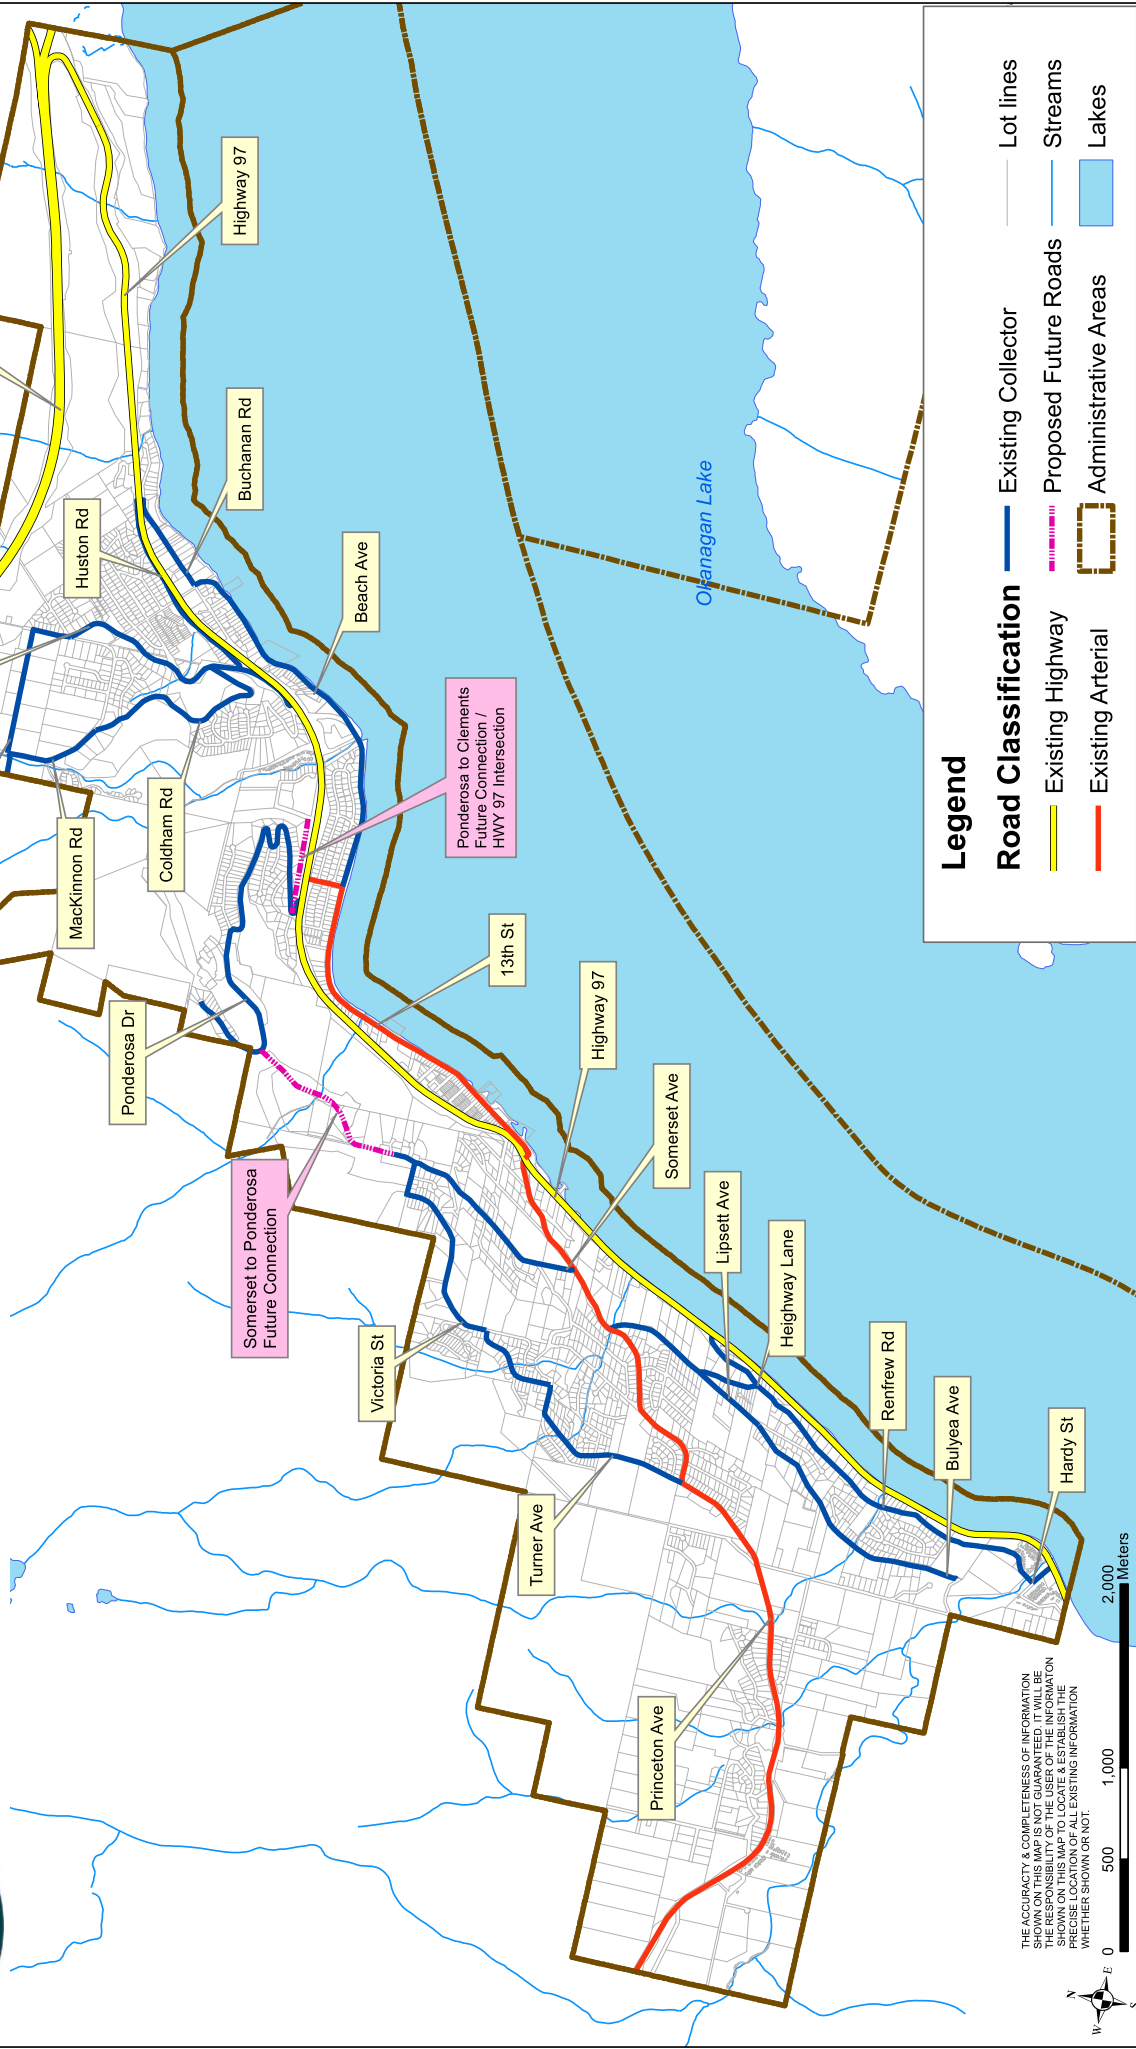 Highway 97
Buchanan Rd
Huston Rd
Beach Ave
MacKinnon Rd
Coldham Rd
Ponderosa to Clements
Future Connection /
HWY 97 Intersection
13th St
Ponderosa Dr
Highway 97
Somerset Ave
Somerset to Ponderosa
Future Connection
Lipsett Ave
Heighway Lane
Victoria St
Renfrew Rd
Bulyea Ave
Hardy St
Turner Ave
Princeton Ave
Okanagan Lake
Legend
Road Classification
Existing Highway
Existing Arterial
Existing Collector
Proposed Future Roads
Administrative Areas
Lot lines
Streams
Lakes
THE ACCURACTY & COMPLETENESS OF INFORMATION
SHOWN ON THIS MAP IS NOT GUARANTEED. IT WILL BE
THE RESPONSIBILITY OF THE USER OF THE INFORMATON
SHOWN ON THIS MAP TO LOCATE & ESTABLISH THE
PRECISE LOCATION OF ALL EXISTING INFORMATION
WHETHER SHOWN OR NOT.
0 500 1,000 2,000
Meters
N
W E
S